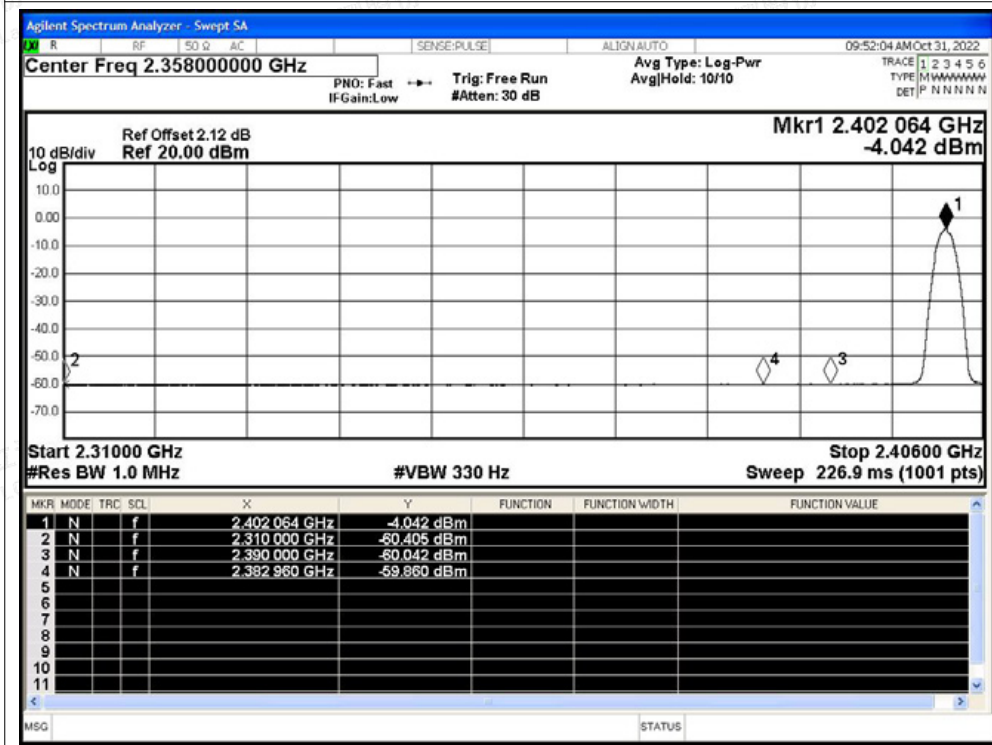 Agilent Spectrum Analyzer - Swept SA
R RF 50 Ω AC SENSE:PULSE ALIGN AUTO 09:52:04 AM Oct 31, 2022
Center Freq 2.358000000 GHz
PNO: Fast
IFGain:Low
Trig: Free Run
#Atten: 30 dB
Avg Type: Log-Pwr
Avg|Hold: 10/10
TRACE 1 2 3 4 5 6
TYPE M W W W W W
DET P N N N N N
Ref Offset 2.12 dB
10 dB/div Ref 20.00 dBm
Log
Mkr1 2.402 064 GHz
-4.042 dBm
10.0
0.00
-10.0
-20.0
-30.0
-40.0
-50.0
-60.0
-70.0
1
2
4
3
Start 2.31000 GHz Stop 2.40600 GHz
#Res BW 1.0 MHz #VBW 330 Hz Sweep 226.9 ms (1001 pts)
MKR MODE TRC SCL X Y FUNCTION FUNCTION WIDTH FUNCTION VALUE
1 N f 2.402 064 GHz -4.042 dBm
2 N f 2.310 000 GHz -60.405 dBm
3 N f 2.390 000 GHz -60.042 dBm
4 N f 2.382 960 GHz -59.860 dBm
5
6
7
8
9
10
11
MSG STATUS